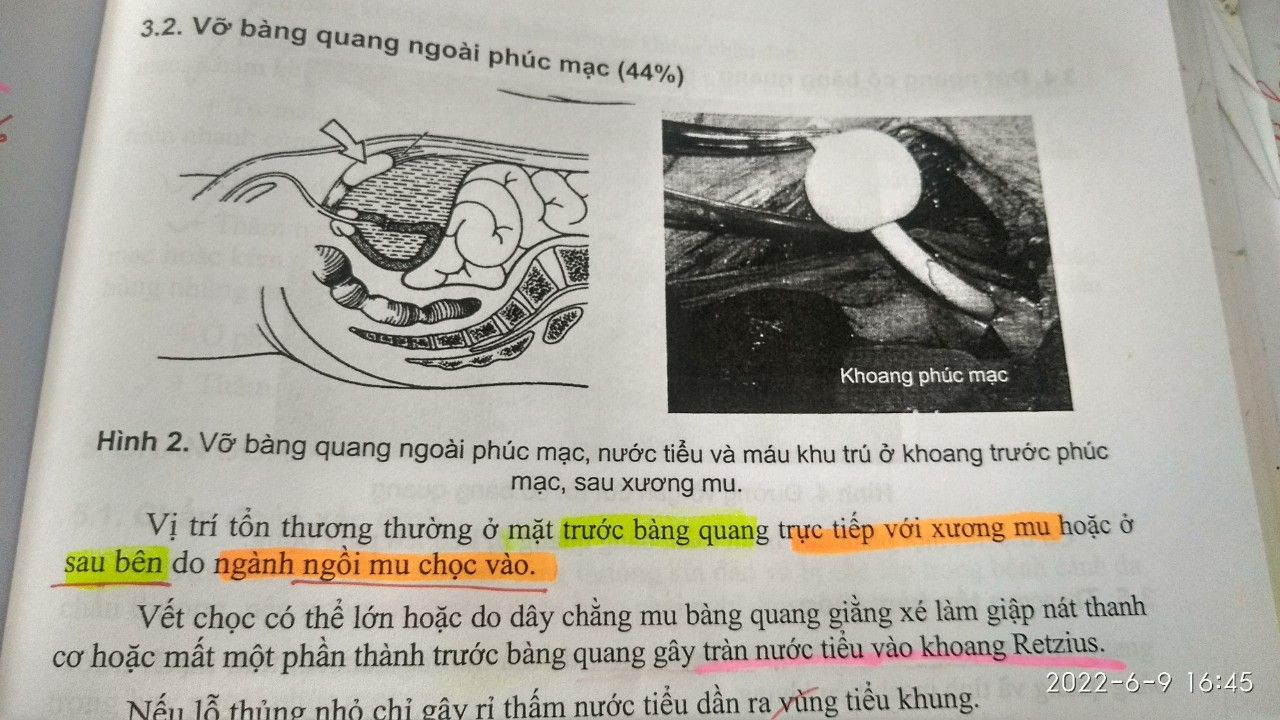 3.2. Vỡ bàng quang ngoài phúc mạc (44%)
Khoang phúc mạc
Hình 2. Vỡ bàng quang ngoài phúc mạc, nước tiểu và máu khu trú ở khoang trước phúc
mạc, sau xương mu.
Vị trí tổn thương thường ở mặt trước bàng quang trực tiếp với xương mu hoặc ở
sau bên do ngành ngồi mu chọc vào.
Vết chọc có thể lớn hoặc do dây chằng mu bàng quang giằng xé làm giập nát thanh
cơ hoặc mất một phần thành trước bàng quang gây tràn nước tiểu vào khoang Retzius.
Nếu lỗ thủng nhỏ chỉ gây rỉ thấm nước tiểu dần ra vùng tiểu khung.
2022-6-9 16:45